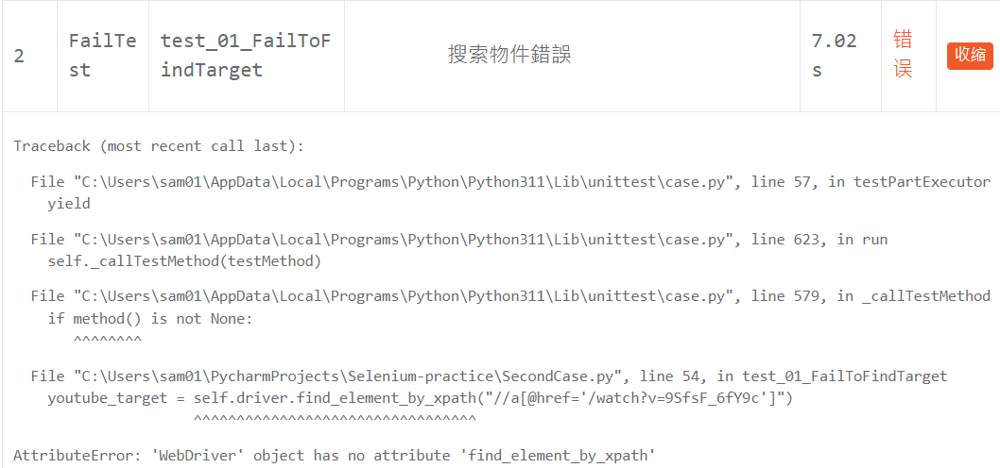 2
FailTe
st
test_01_FailToF
indTarget
搜索物件錯誤
7.02
s
错
误
收缩
Traceback (most recent call last):
File "C:\Users\sam01\AppData\Local\Programs\Python\Python311\Lib\unittest\case.py", line 57, in testPartExecutor
yield
File "C:\Users\sam01\AppData\Local\Programs\Python\Python311\Lib\unittest\case.py", line 623, in run
self._callTestMethod(testMethod)
File "C:\Users\sam01\AppData\Local\Programs\Python\Python311\Lib\unittest\case.py", line 579, in _callTestMethod
if method() is not None:
^^^^^^^^
File "C:\Users\sam01\PycharmProjects\Selenium-practice\SecondCase.py", line 54, in test_01_FailToFindTarget
youtube_target = self.driver.find_element_by_xpath("//a[@href='/watch?v=9SfsF_6fY9c']")
^^^^^^^^^^^^^^^^^^^^^^^^^^^^^^^^^
AttributeError: 'WebDriver' object has no attribute 'find_element_by_xpath'